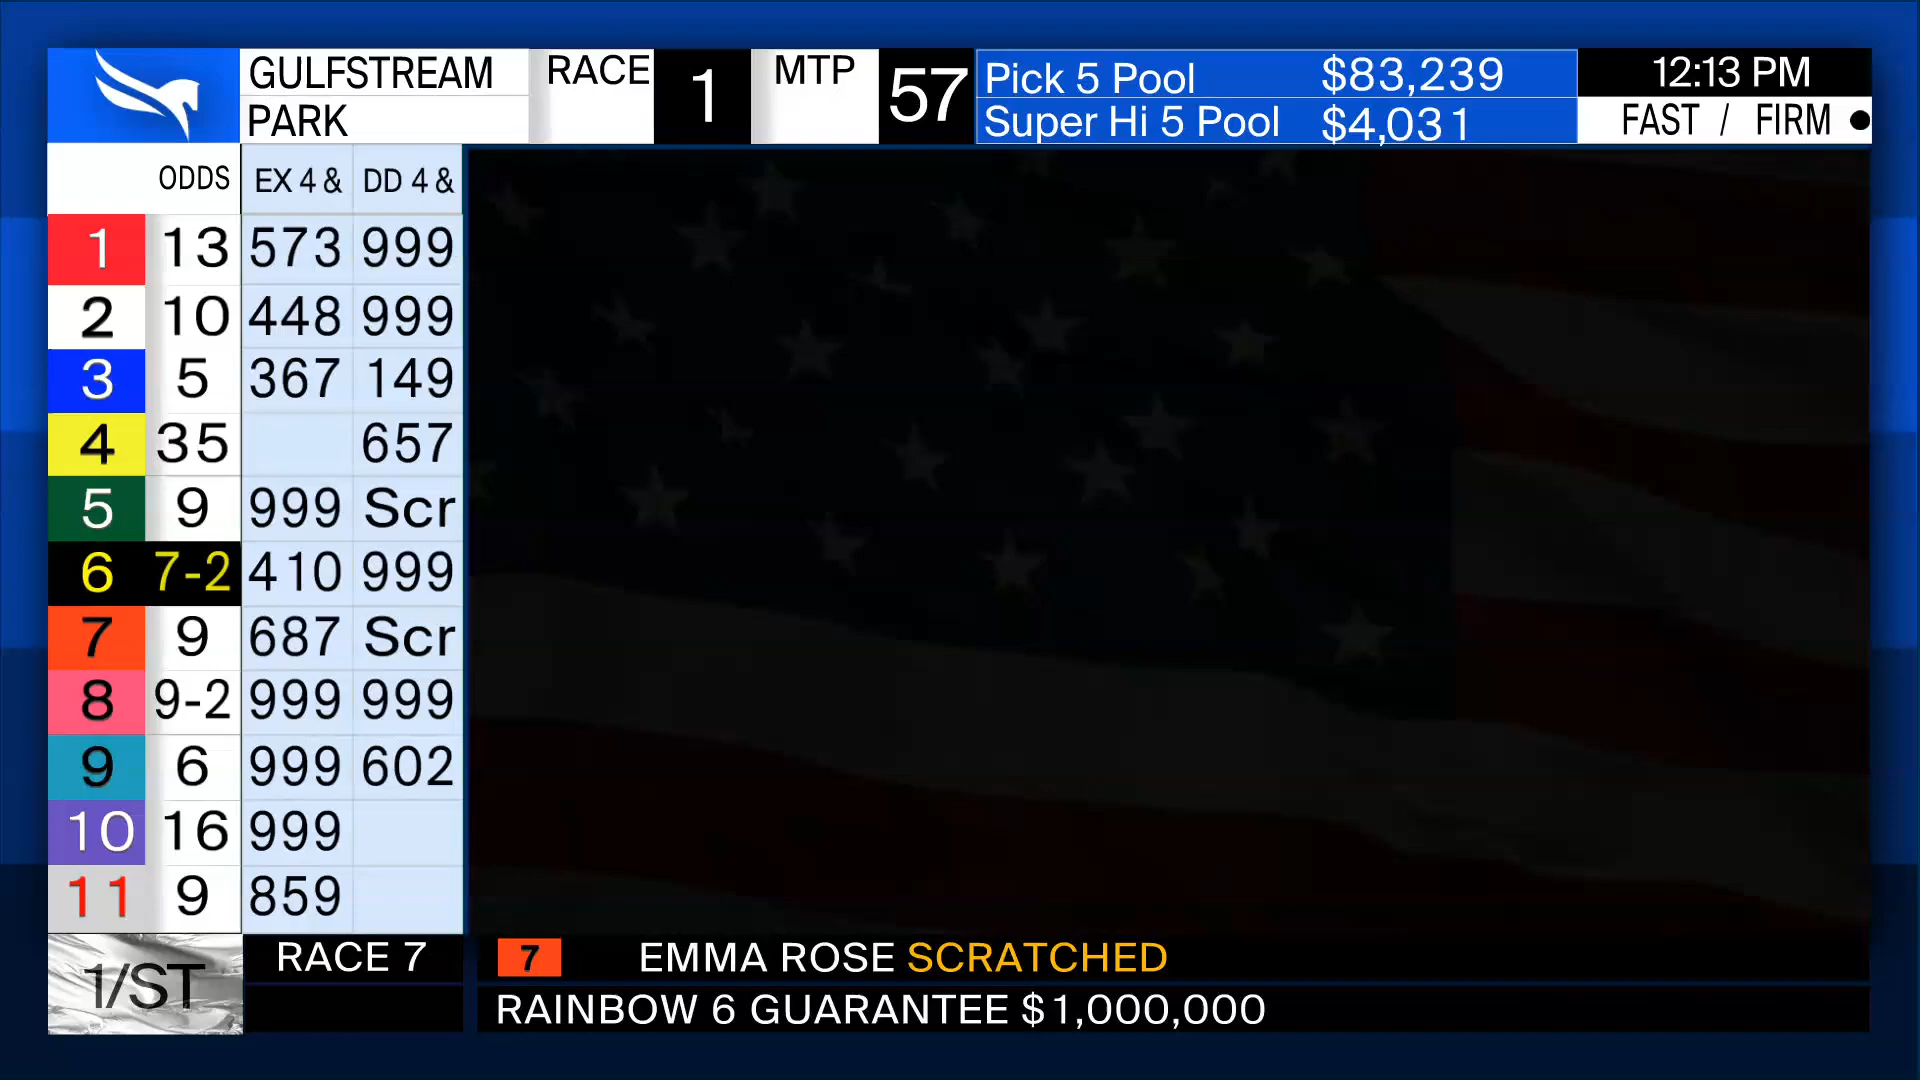 GULFSTREAM PARK
RACE 1 MTP 57
Pick 5 Pool $83,239
Super Hi 5 Pool $4,031
12:13 PM
FAST / FIRM
ODDS EX 4 & DD 4 &
1 13 573 999
2 10 448 999
3 5 367 149
4 35 657
5 9 999 Scr
6 7-2 410 999
7 9 687 Scr
8 9-2 999 999
9 6 999 602
10 16 999
11 9 859
1/ST
RACE 7
7 EMMA ROSE SCRATCHED
RAINBOW 6 GUARANTEE $1,000,000